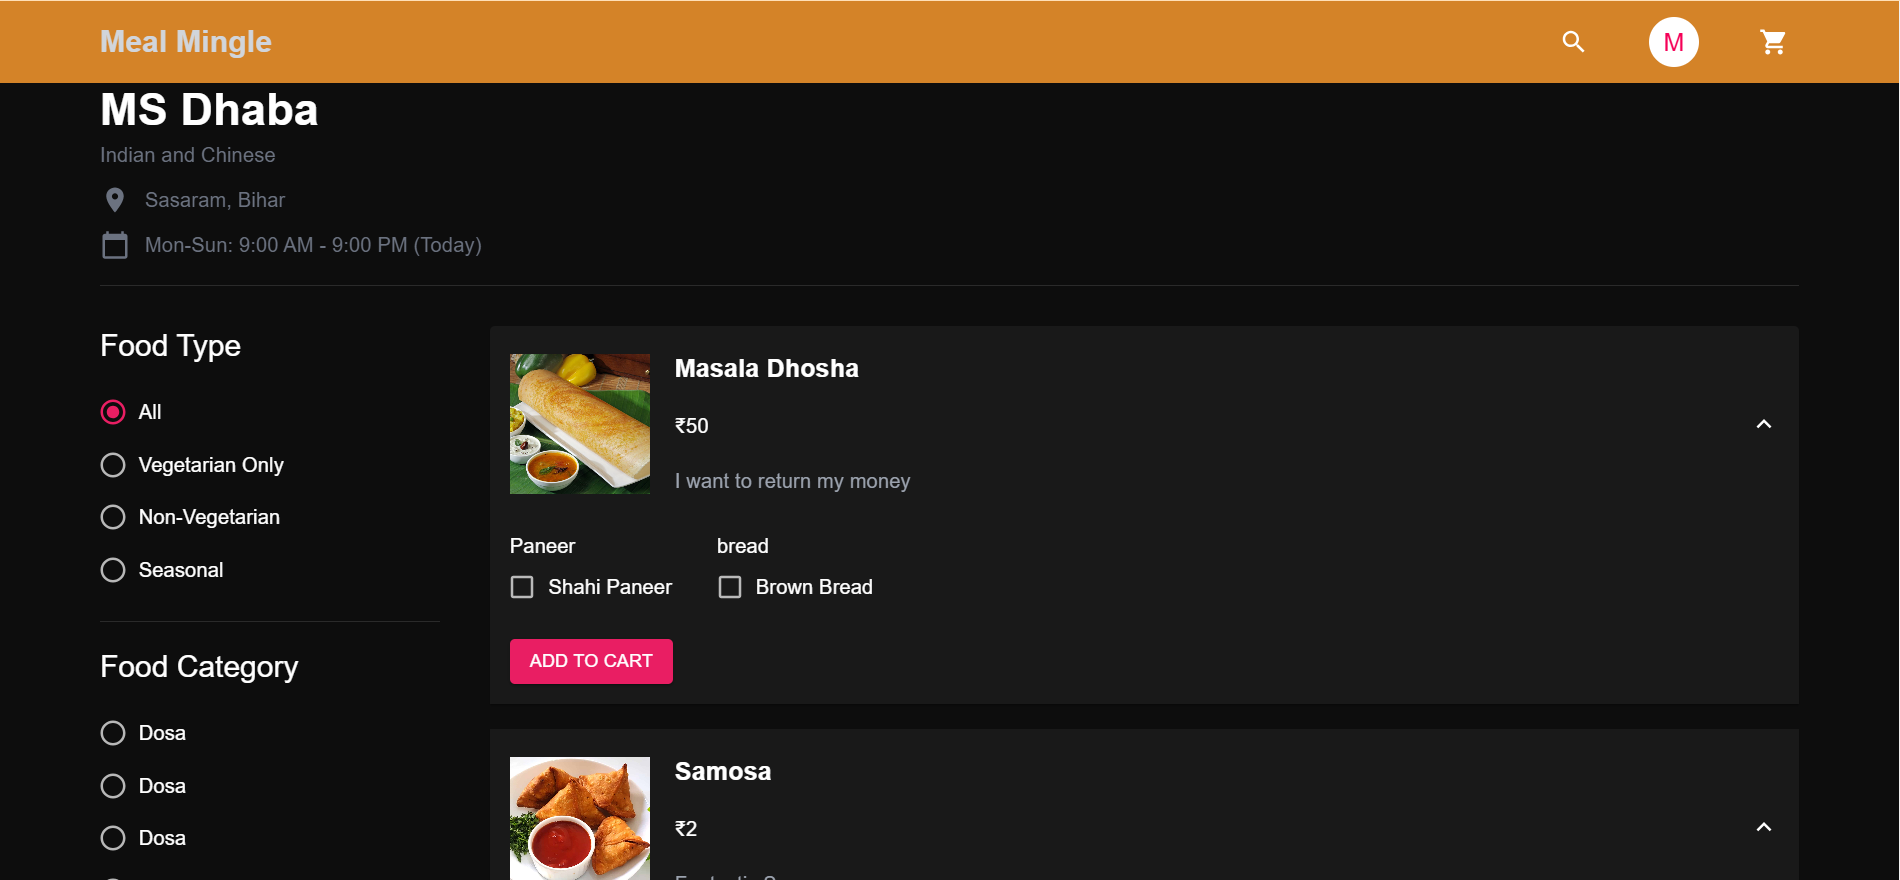 Meal Mingle
M
MS Dhaba
Indian and Chinese
Sasaram, Bihar
Mon-Sun: 9:00 AM - 9:00 PM (Today)
Food Type
All
Vegetarian Only
Non-Vegetarian
Seasonal
Food Category
Dosa
Dosa
Dosa
Masala Dhosha
₹50
I want to return my money
Paneer
bread
Shahi Paneer
Brown Bread
ADD TO CART
Samosa
₹2